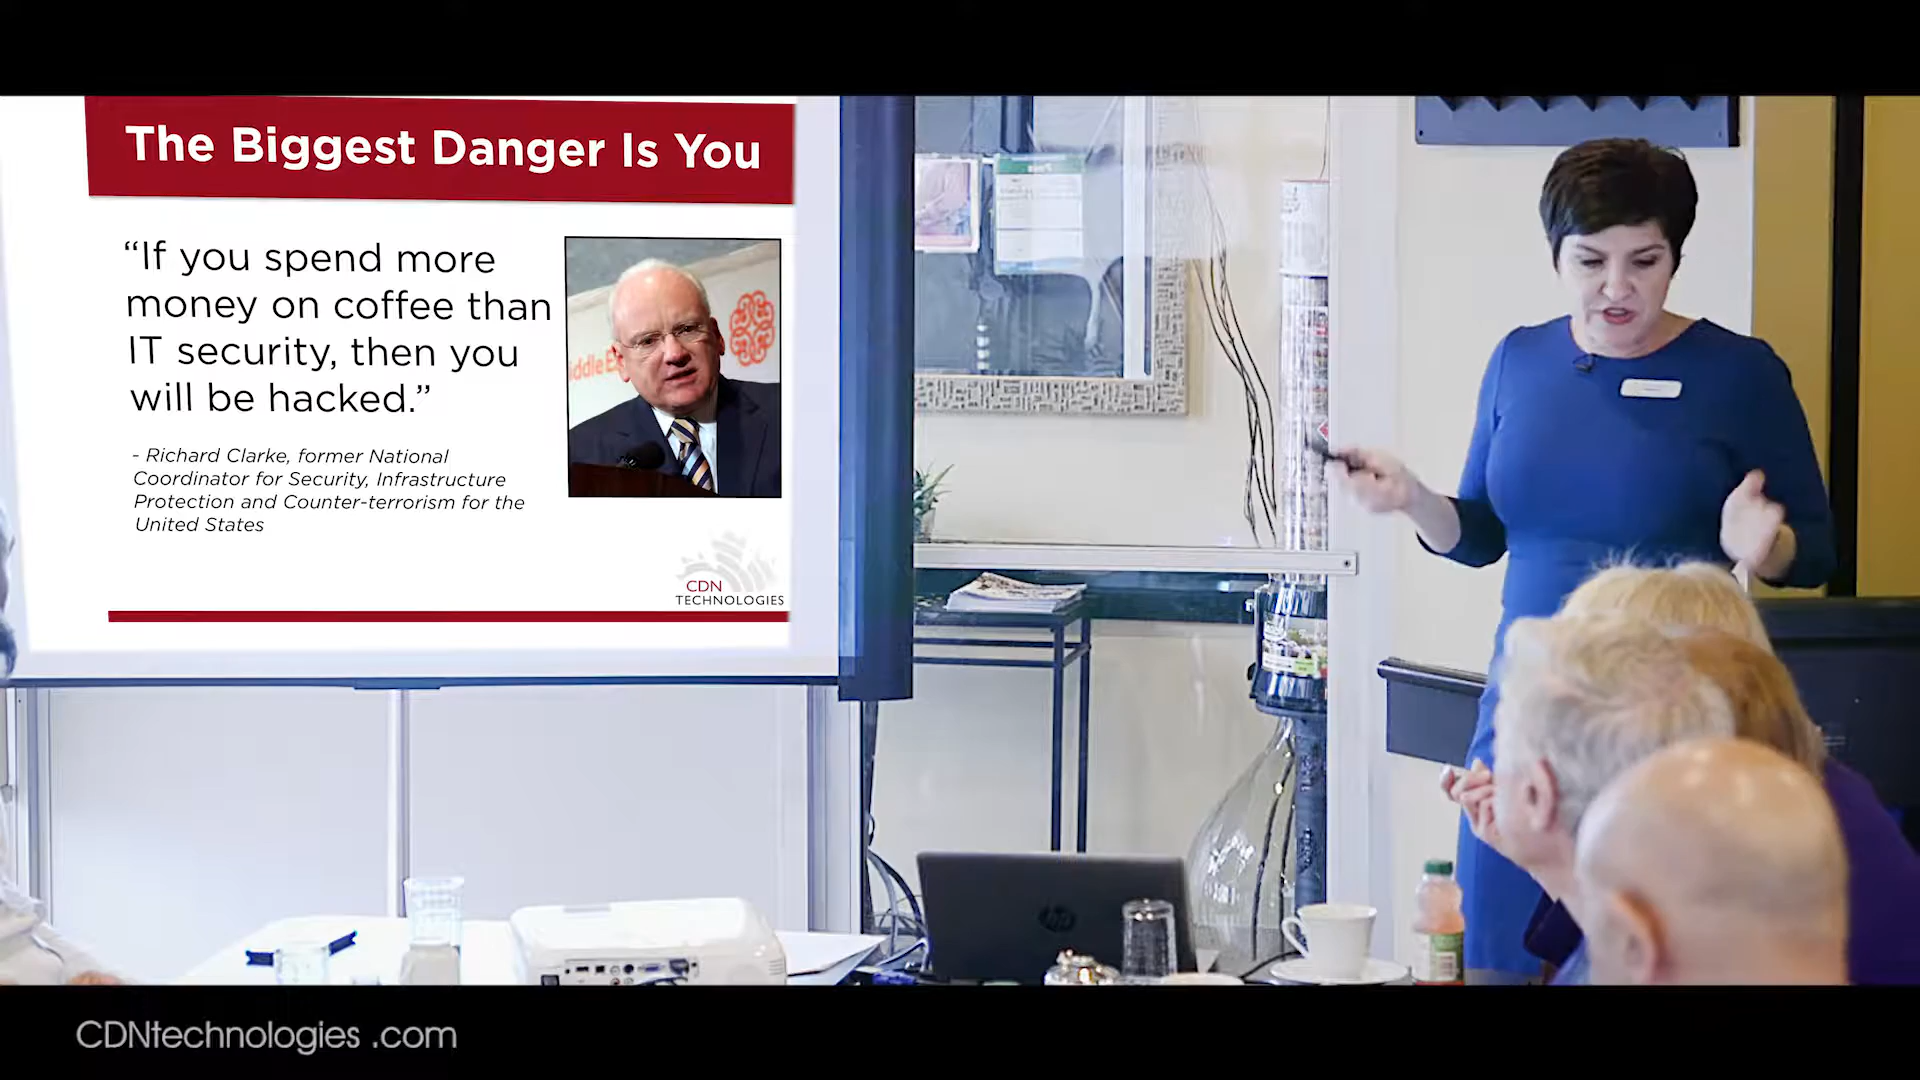 The Biggest Danger Is You
“If you spend more
money on coffee than
IT security, then you
will be hacked.”
- Richard Clarke, former National
Coordinator for Security, Infrastructure
Protection and Counter-terrorism for the
United States
CDN
TECHNOLOGIES
hp
CDNtechnologies .com